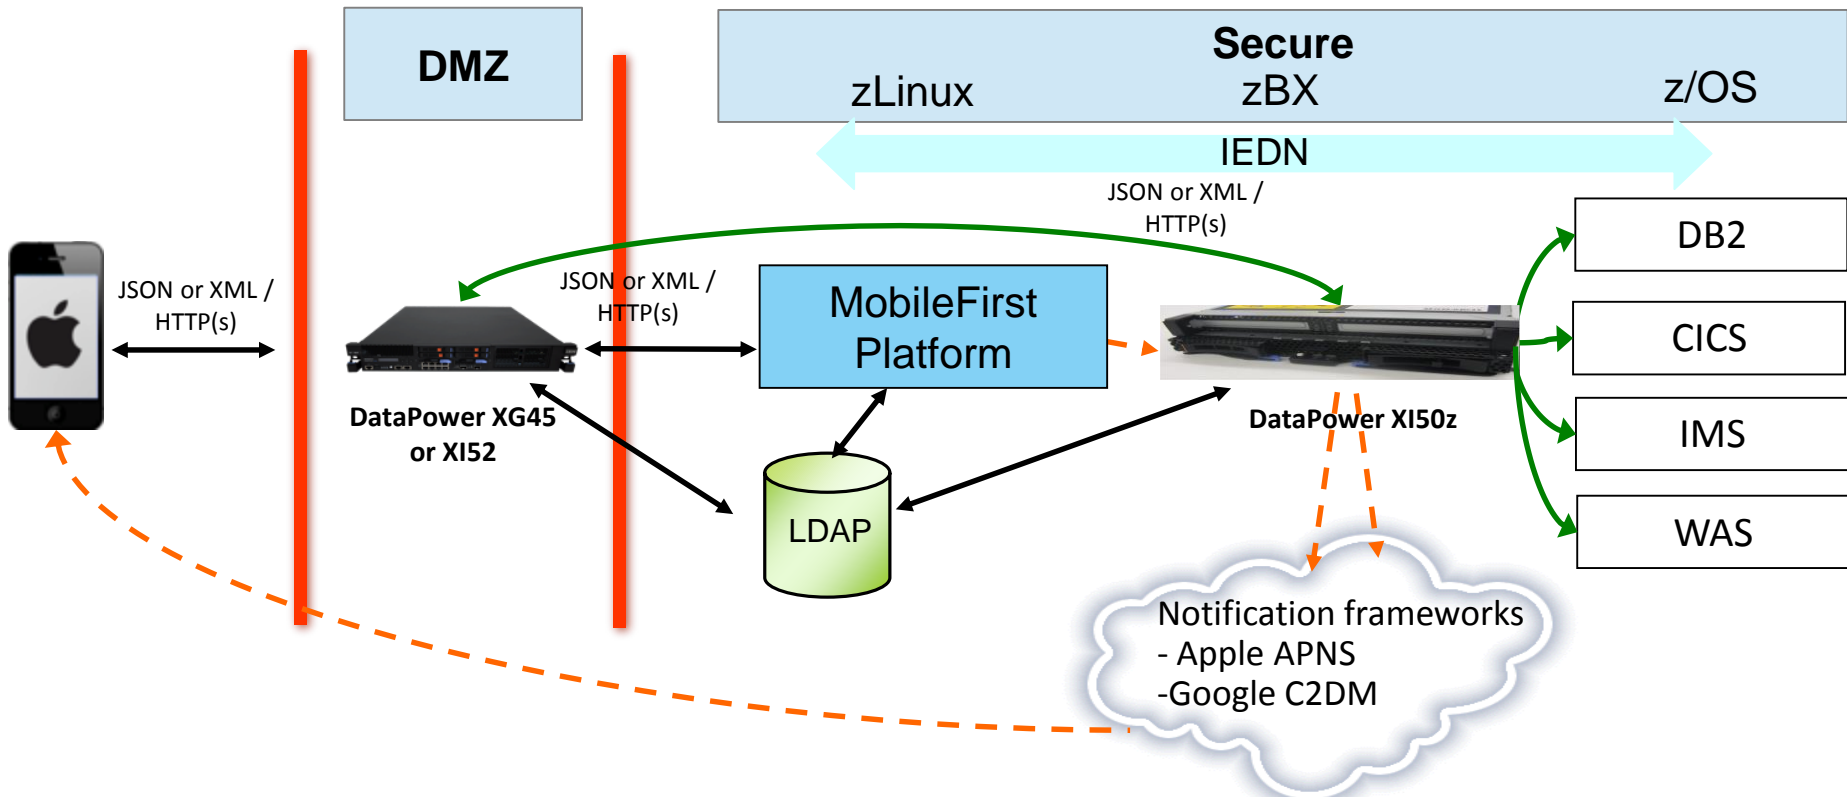 DMZ
Secure
zLinux
zBX
z/OS
IEDN
JSON or XML /
HTTP(s)
DB2
JSON or XML /
HTTP(s)
JSON or XML /
HTTP(s)
MobileFirst
Platform
CICS
DataPower XG45
or XI52
DataPower XI50z
IMS
LDAP
WAS
Notification frameworks
- Apple APNS
-Google C2DM